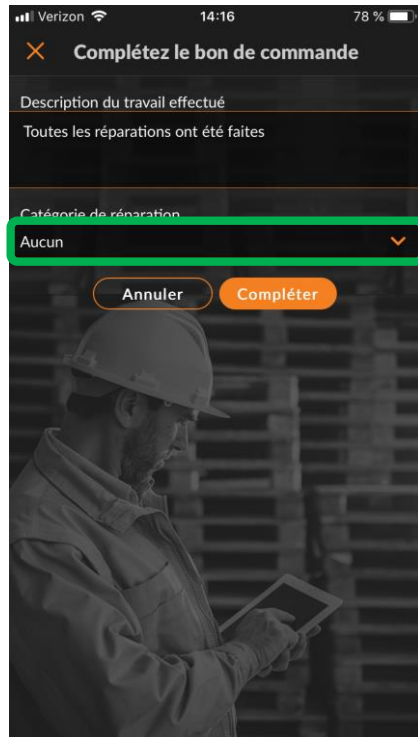 Verizon 14:16 78 %
Complétez le bon de commande
Description du travail effectué
Toutes les réparations ont été faites
Catégorie de réparation
Aucun
Annuler Compléter